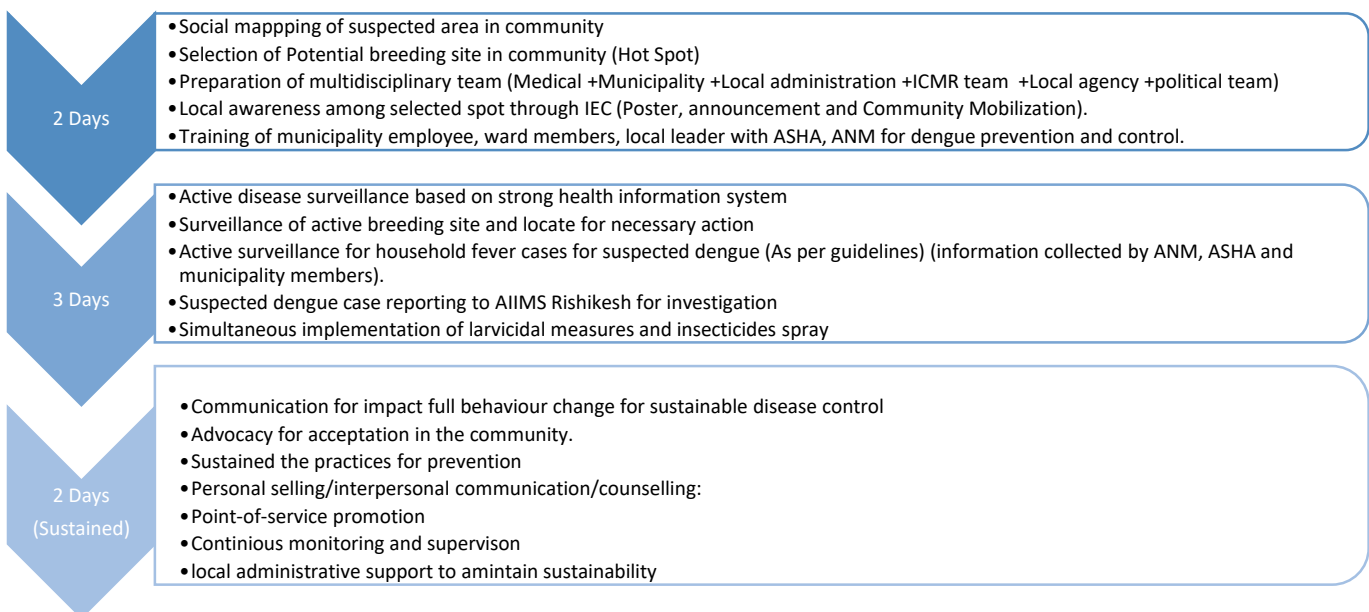 2 Days
•Social mappping of suspected area in community
•Selection of Potential breeding site in community (Hot Spot)
•Preparation of multidisciplinary team (Medical +Municipality +Local administration +ICMR team +Local agency +political team)
•Local awareness among selected spot through IEC (Poster, announcement and Community Mobilization).
•Training of municipality employee, ward members, local leader with ASHA, ANM for dengue prevention and control.
3 Days
•Active disease surveillance based on strong health information system
•Surveillance of active breeding site and locate for necessary action
•Active surveillance for household fever cases for suspected dengue (As per guidelines) (information collected by ANM, ASHA and
municipality members).
•Suspected dengue case reporting to AIIMS Rishikesh for investigation
•Simultaneous implementation of larvicidal measures and insecticides spray
2 Days
(Sustained)
•Communication for impact full behaviour change for sustainable disease control
•Advocacy for acceptation in the community.
•Sustained the practices for prevention
•Personal selling/interpersonal communication/counselling:
•Point-of-service promotion
•Continious monitoring and supervison
•local administrative support to amintain sustainability